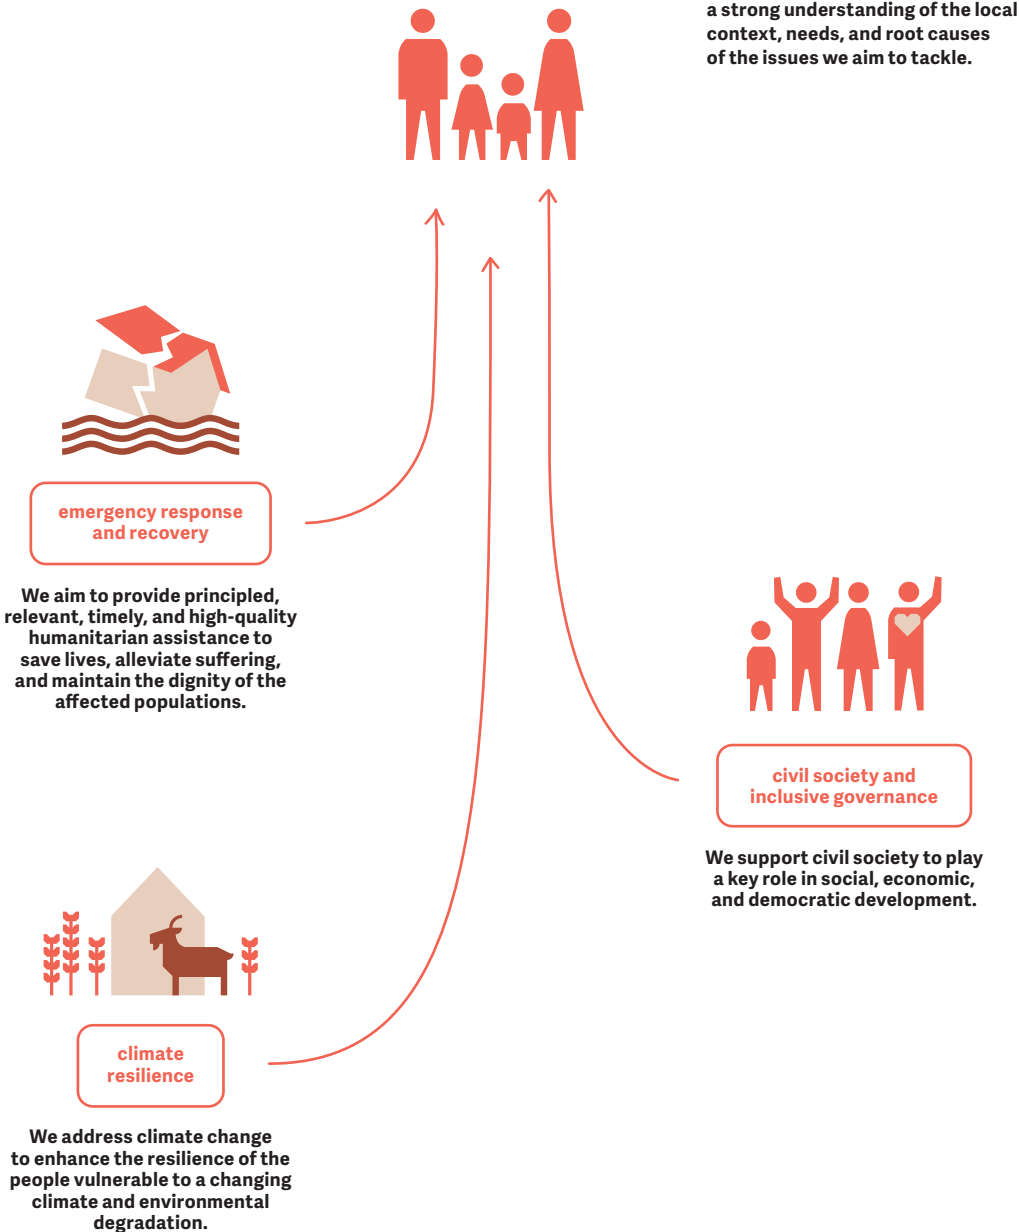 a strong understanding of the local
context, needs, and root causes
of the issues we aim to tackle.
emergency response
and recovery
We aim to provide principled,
relevant, timely, and high-quality
humanitarian assistance to
save lives, alleviate suffering,
and maintain the dignity of the
affected populations.
civil society and
inclusive governance
We support civil society to play
a key role in social, economic,
and democratic development.
climate
resilience
We address climate change
to enhance the resilience of the
people vulnerable to a changing
climate and environmental
degradation.